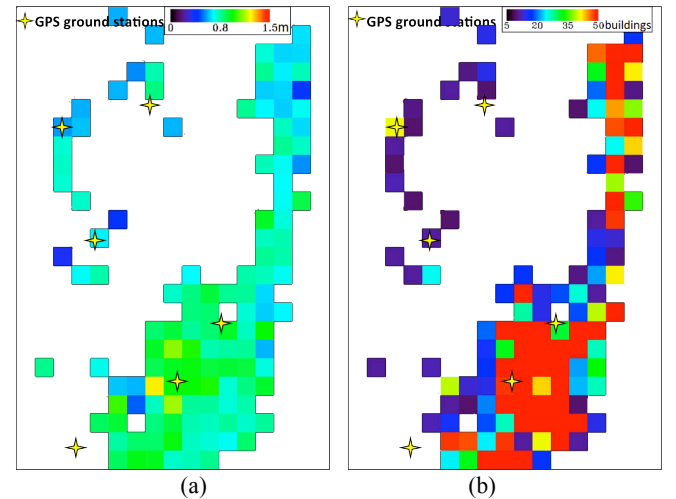 GPS ground stations
0 0.8 1.5m
GPS ground stations
5 20 35 50 buildings
(a)
(b)